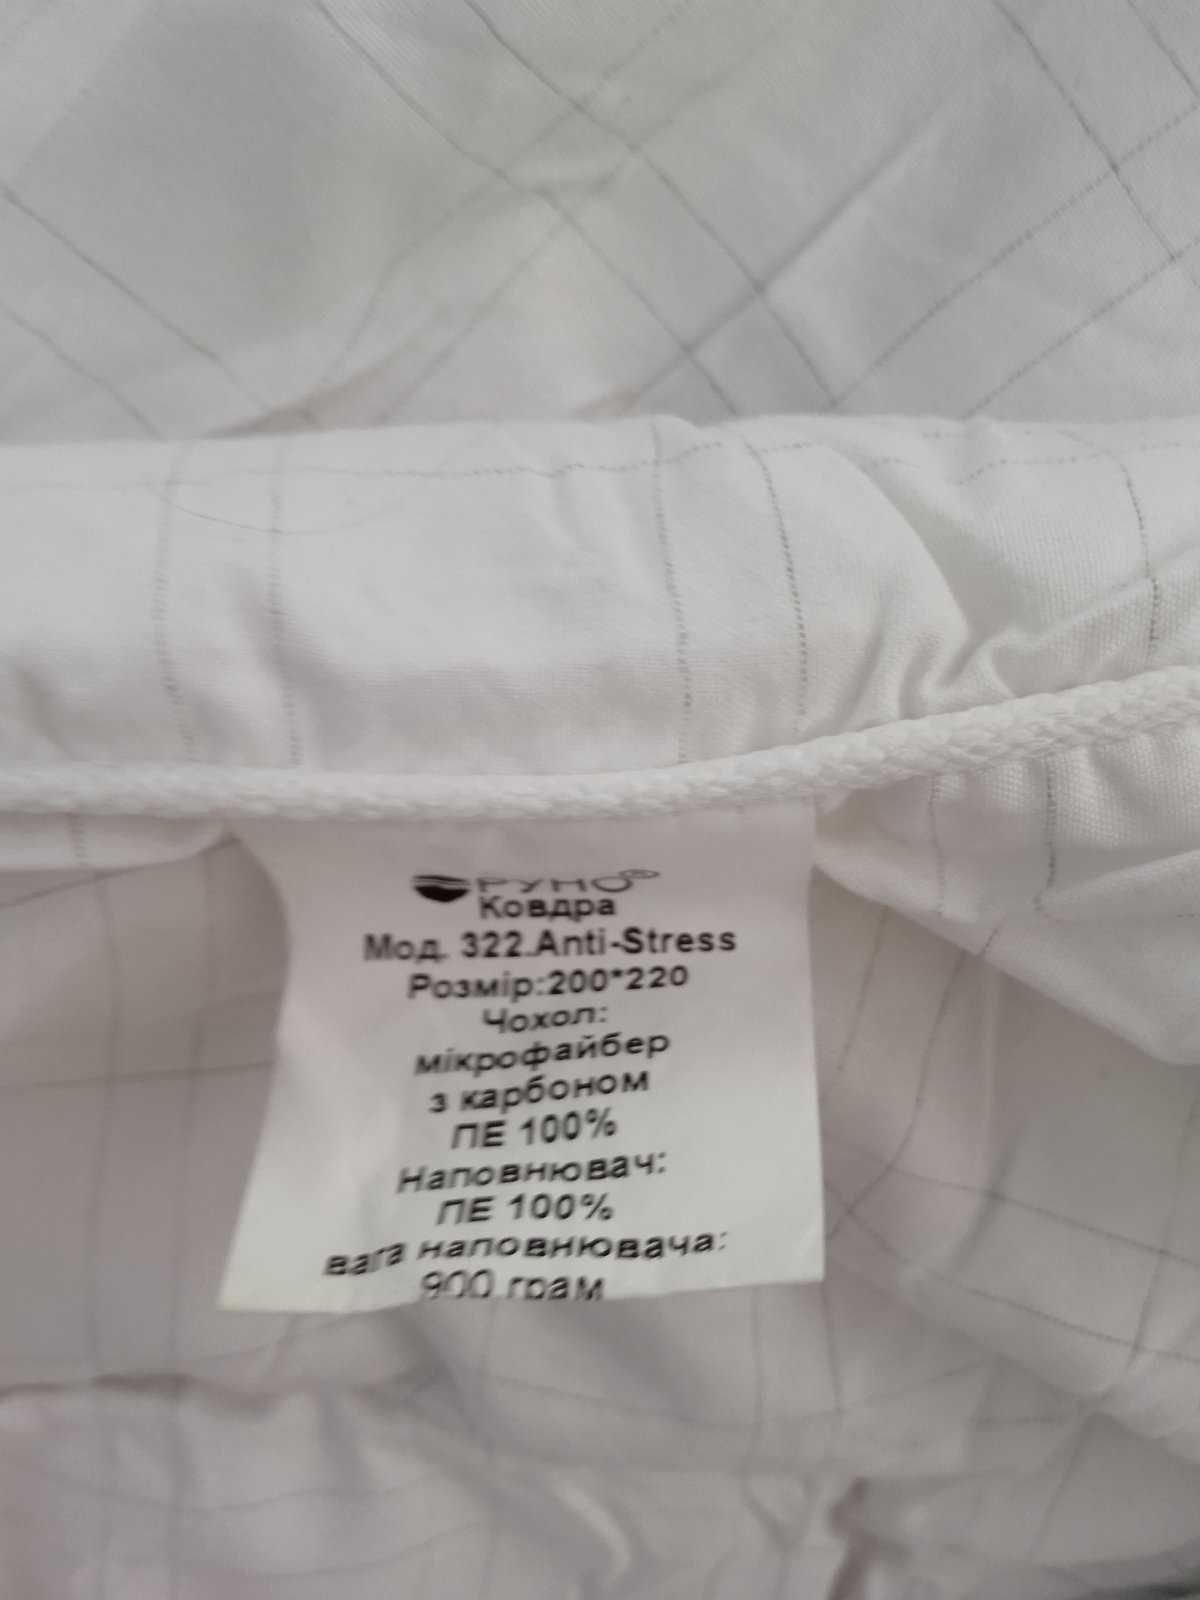 РУНО®
Ковдра
Мод. 322.Anti-Stress
Розмір:200*220
Чохол:
мікрофайбер
з карбоном
ПЕ 100%
Наповнювач:
ПЕ 100%
вага наповнювача:
900 грам